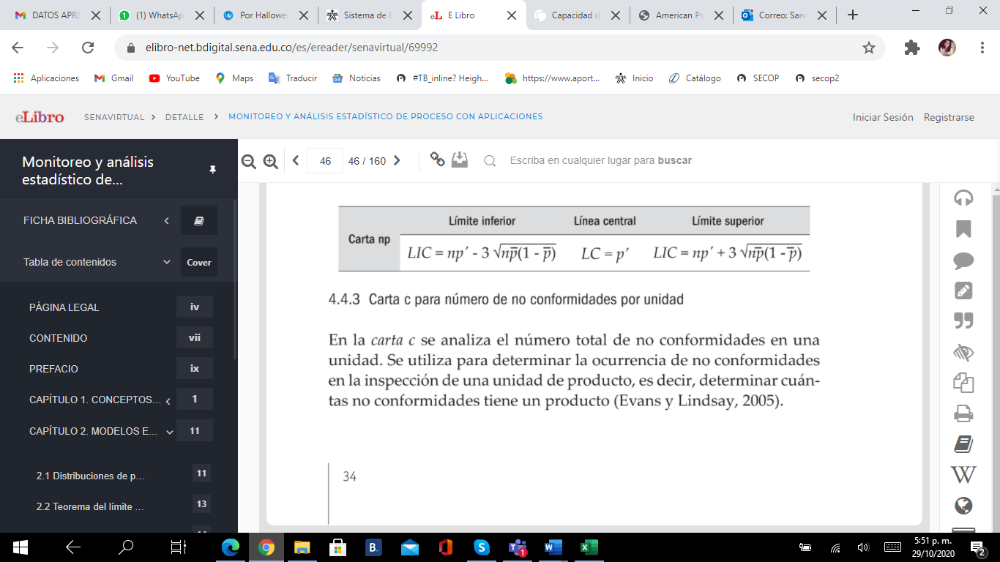 DATOS APRE
(1) WhatsAp
Por Hallowee
Sistema de E
E Libro
Capacidad d
American Ps
Correo: Sanc
elibro-net.bdigital.sena.edu.co/es/ereader/senavirtual/69992
Aplicaciones
Gmail
YouTube
Maps
Traducir
Noticias
#TB_inline? Heigh...
https://www.aport...
Inicio
Catálogo
SECOP
secop2
eLibro
SENAVIRTUAL > DETALLE > MONITOREO Y ANÁLISIS ESTADÍSTICO DE PROCESO CON APLICACIONES
Iniciar Sesión Registrarse
Monitoreo y análisis
estadístico de...
FICHA BIBLIOGRÁFICA
Tabla de contenidos
Cover
PÁGINA LEGAL iv
CONTENIDO vii
PREFACIO ix
CAPÍTULO 1. CONCEPTOS... 1
CAPÍTULO 2. MODELOS E... 11
2.1 Distribuciones de p... 11
2.2 Teorema del límite ... 13
46 46 / 160
Escriba en cualquier lugar para buscar
Límite inferior Línea central Límite superior
Carta np
LIC = np′ - 3 √np̅(1 - p̅) LC = p′ LIC = np′ + 3 √np̅(1 - p̅)
4.4.3 Carta c para número de no conformidades por unidad
En la carta c se analiza el número total de no conformidades en una
unidad. Se utiliza para determinar la ocurrencia de no conformidades
en la inspección de una unidad de producto, es decir, determinar cuán-
tas no conformidades tiene un producto (Evans y Lindsay, 2005).
34
W
B.
1
5:51 p. m.
29/10/2020
2